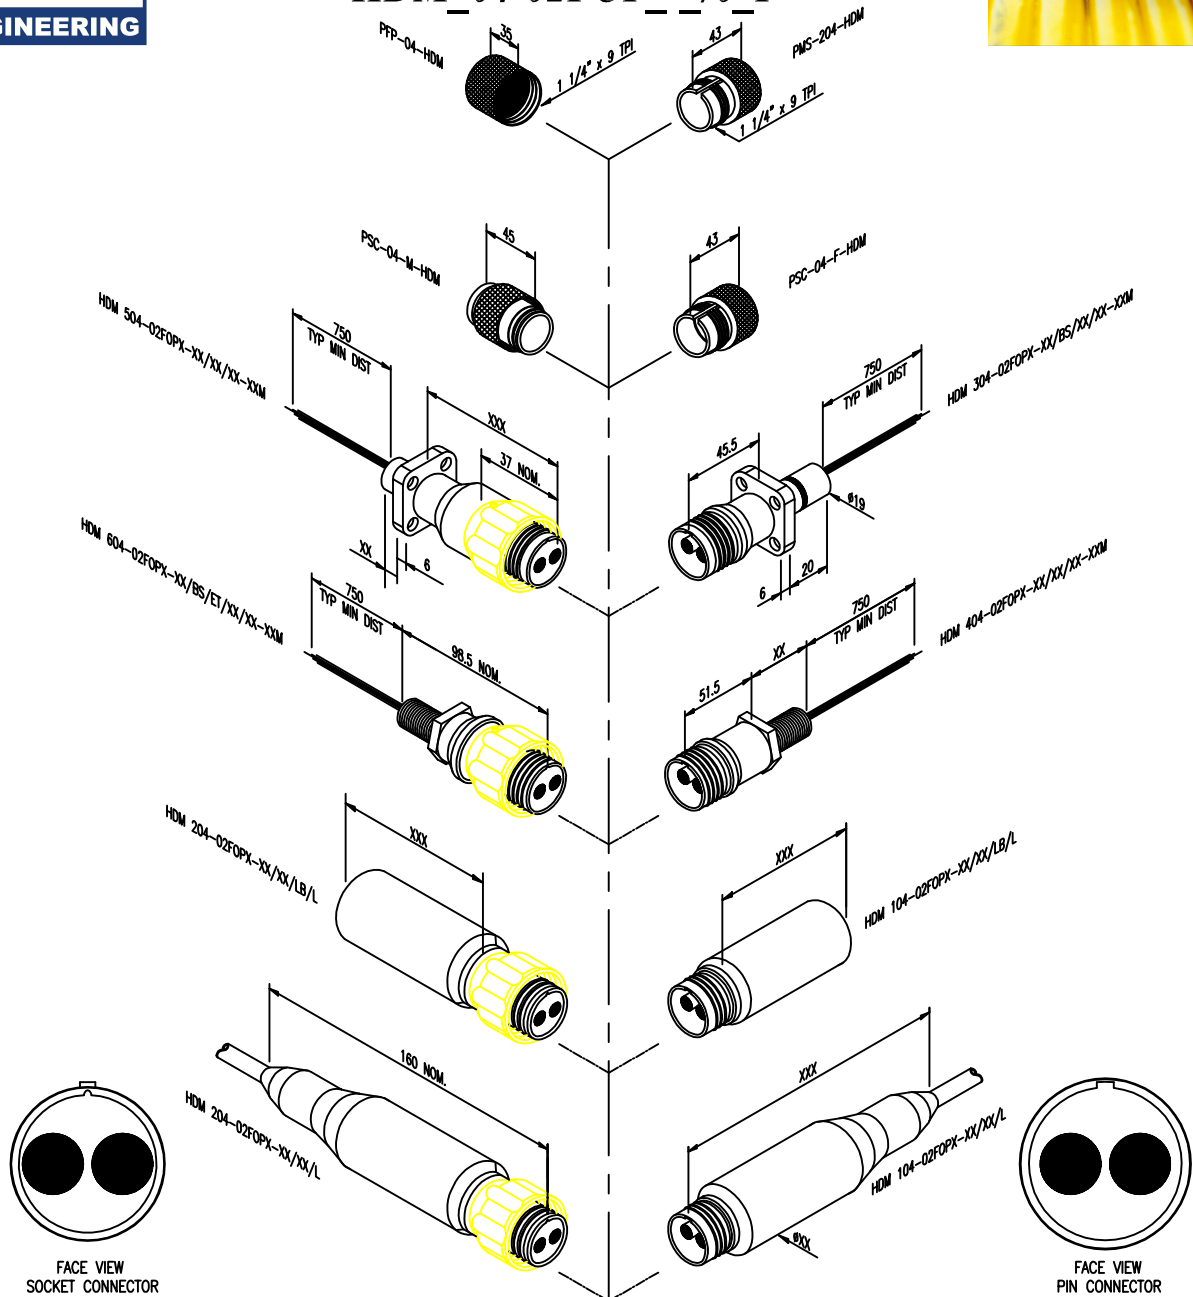 GINEERING
PFP-04-HDM
35
1 1/4" x 9 TPI
43
PMS-204-HDM
1 1/4" x 9 TPI
PSC-04-M-HDM
45
43
PSC-04-F-HDM
HDM 504-02FOPX-XX/XX/XX-XXM
750
TYP MIN DIST
XXX
37 NOM.
XX
6
750
TYP MIN DIST
HDM 304-02FOPX-XX/BS/XX/XX-XXM
45.5
ø19
20
6
HDM 604-02FOPX-XX/BS/ET/XX/XX-XXM
750
TYP MIN DIST
98.5 NOM.
750
TYP MIN DIST
HDM 404-02FOPX-XX/XX/XX-XXM
XX
51.5
HDM 204-02FOPX-XX/XX/LB/L
XXX
XXX
HDM 104-02FOPX-XX/XX/LB/L
160 NOM.
HDM 204-02FOPX-XX/XX/L
XXX
HDM 104-02FOPX-XX/XX/L
øXX
FACE VIEW
SOCKET CONNECTOR
FACE VIEW
PIN CONNECTOR